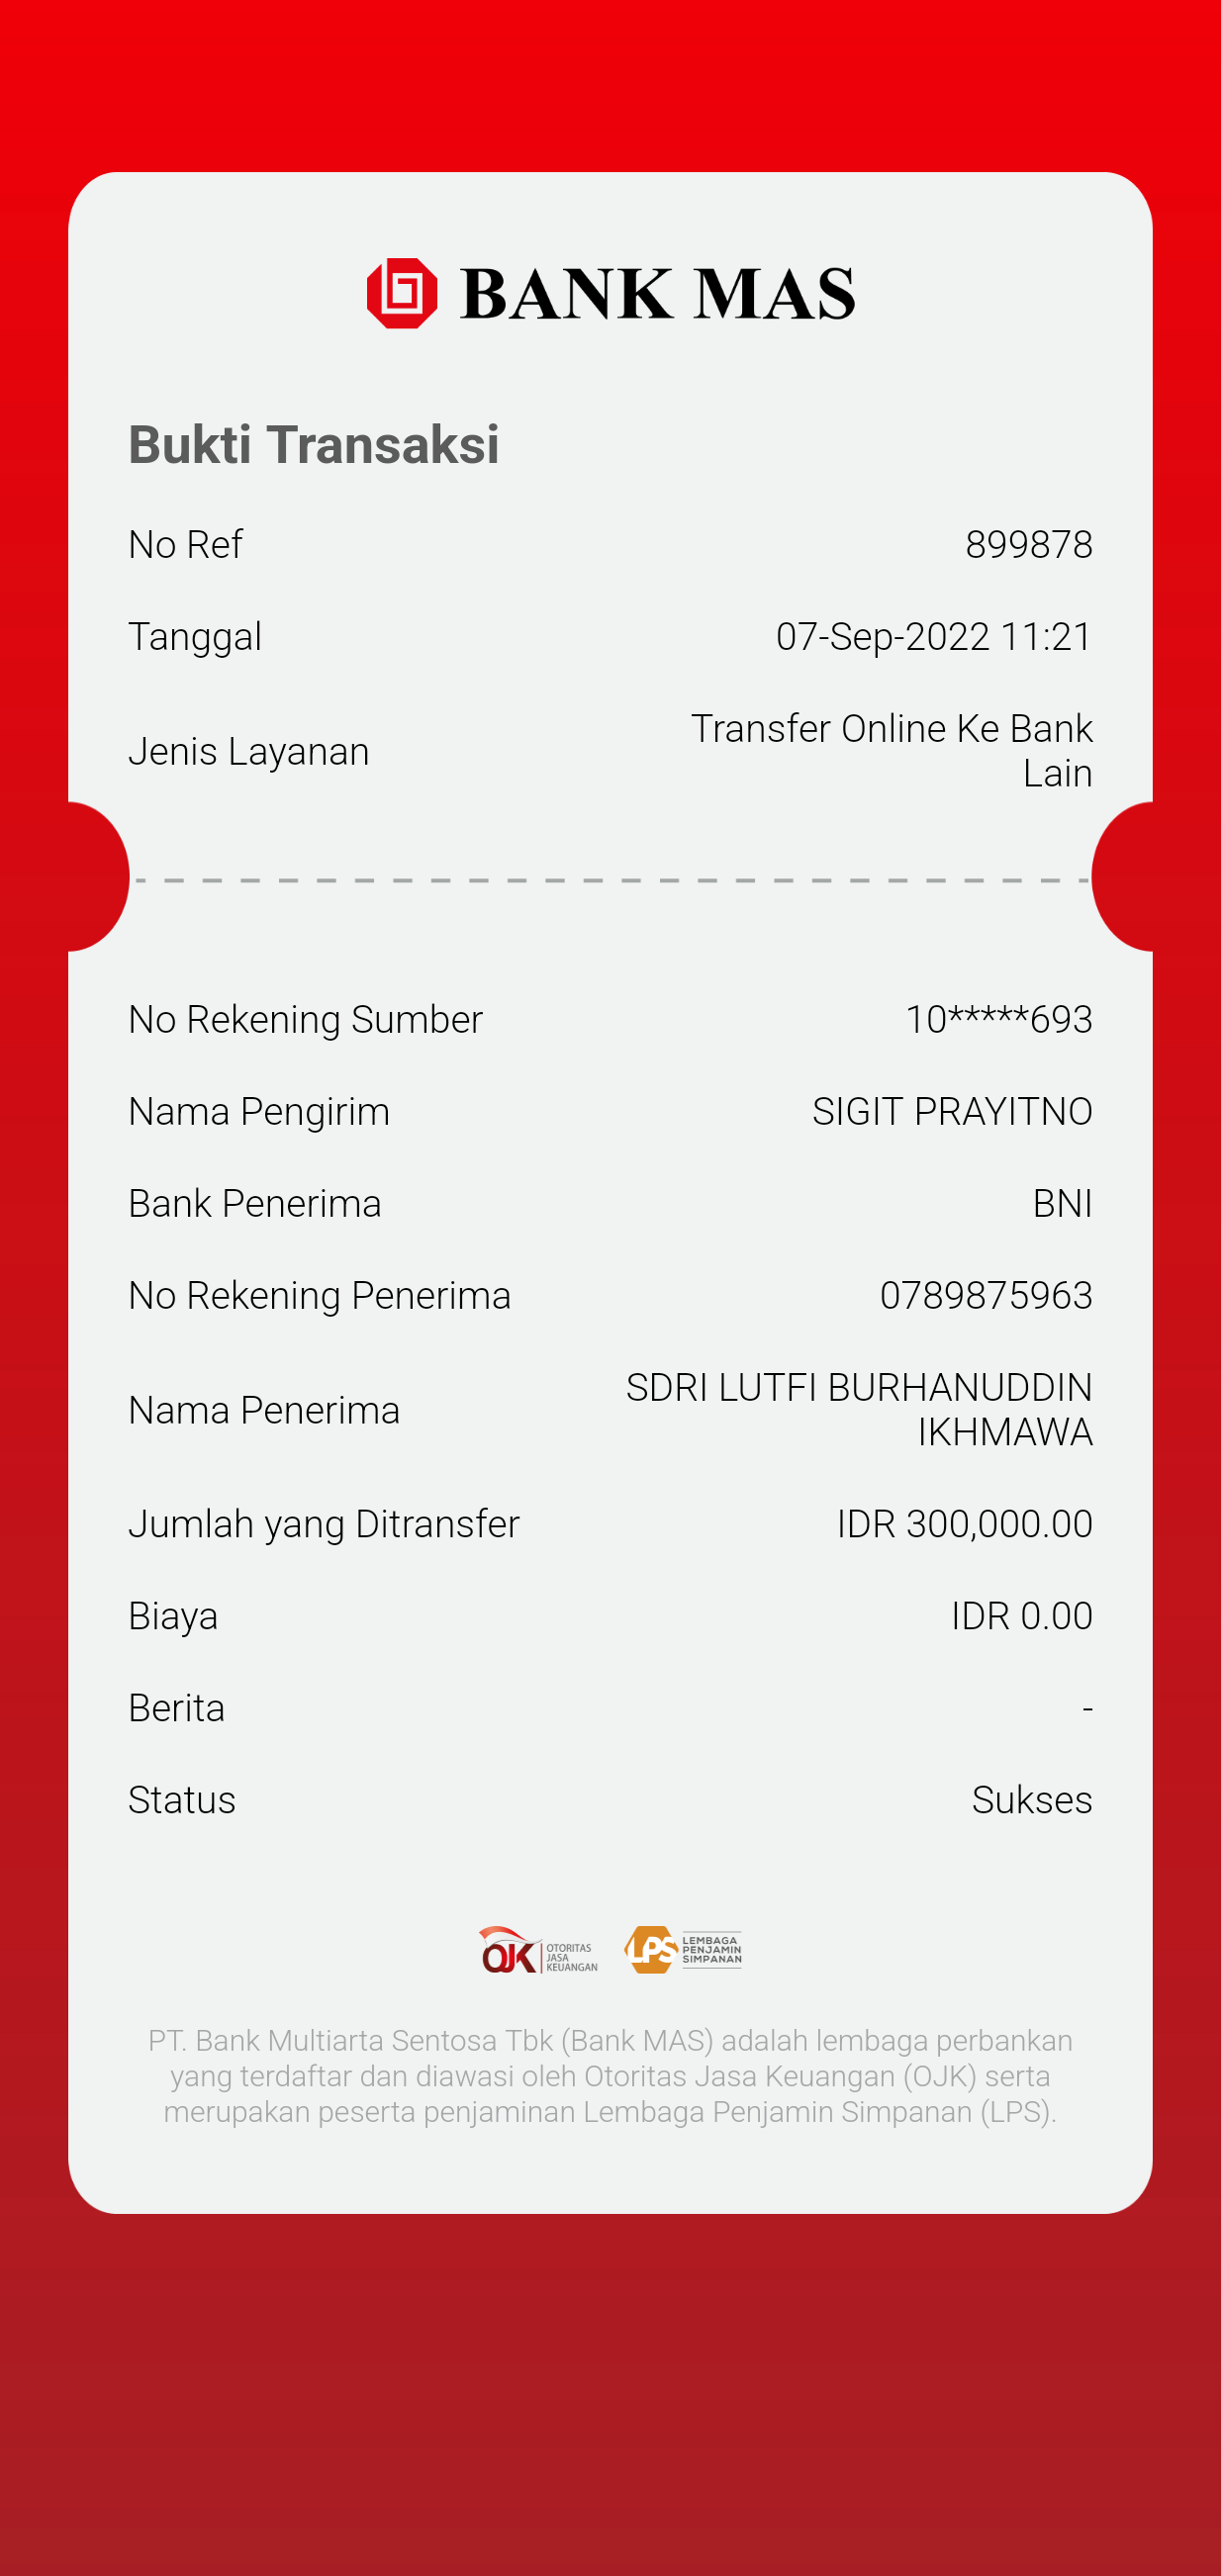 BANK MAS
Bukti Transaksi
No Ref 899878
Tanggal 07-Sep-2022 11:21
Jenis Layanan Transfer Online Ke Bank
Lain
No Rekening Sumber 10*****693
Nama Pengirim SIGIT PRAYITNO
Bank Penerima BNI
No Rekening Penerima 0789875963
Nama Penerima SDRI LUTFI BURHANUDDIN
IKHMAWA
Jumlah yang Ditransfer IDR 300,000.00
Biaya IDR 0.00
Berita -
Status Sukses
OJK OTORITAS
JASA
KEUANGAN
LPS LEMBAGA
PENJAMIN
SIMPANAN
PT. Bank Multiarta Sentosa Tbk (Bank MAS) adalah lembaga perbankan
yang terdaftar dan diawasi oleh Otoritas Jasa Keuangan (OJK) serta
merupakan peserta penjaminan Lembaga Penjamin Simpanan (LPS).